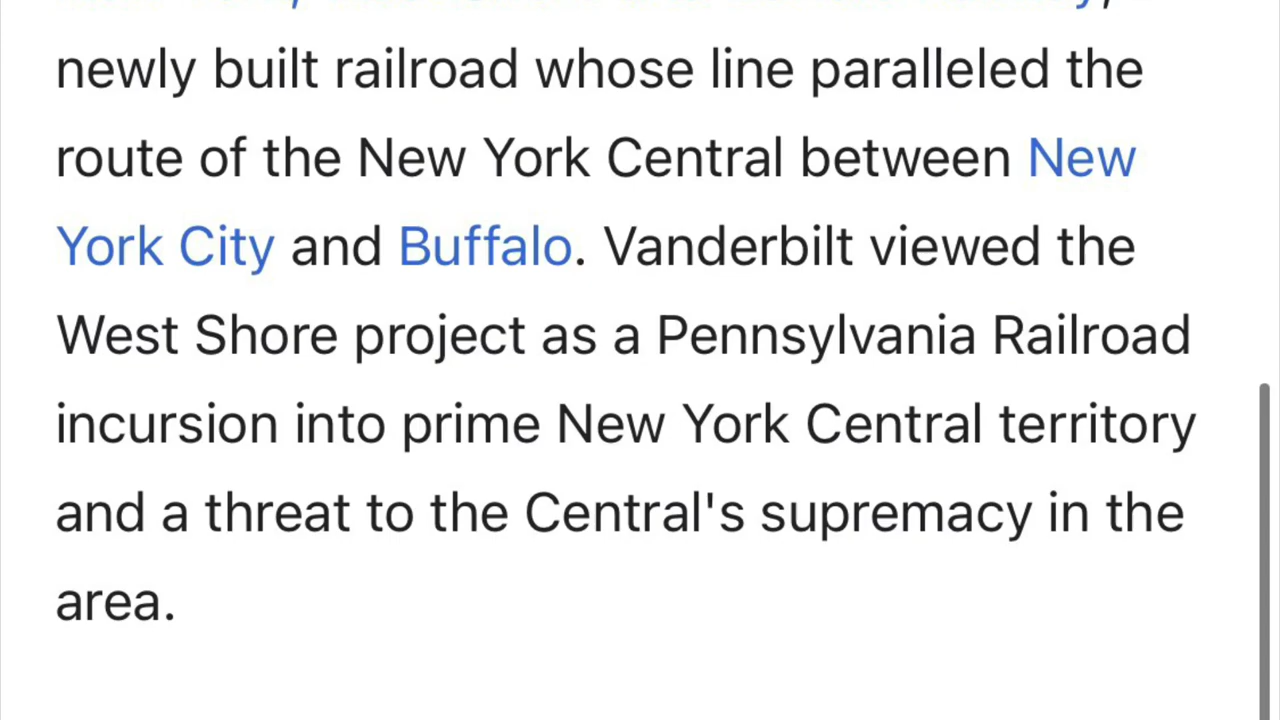 newly built railroad whose line paralleled the
route of the New York Central between New
York City and Buffalo. Vanderbilt viewed the
West Shore project as a Pennsylvania Railroad
incursion into prime New York Central territory
and a threat to the Central's supremacy in the
area.